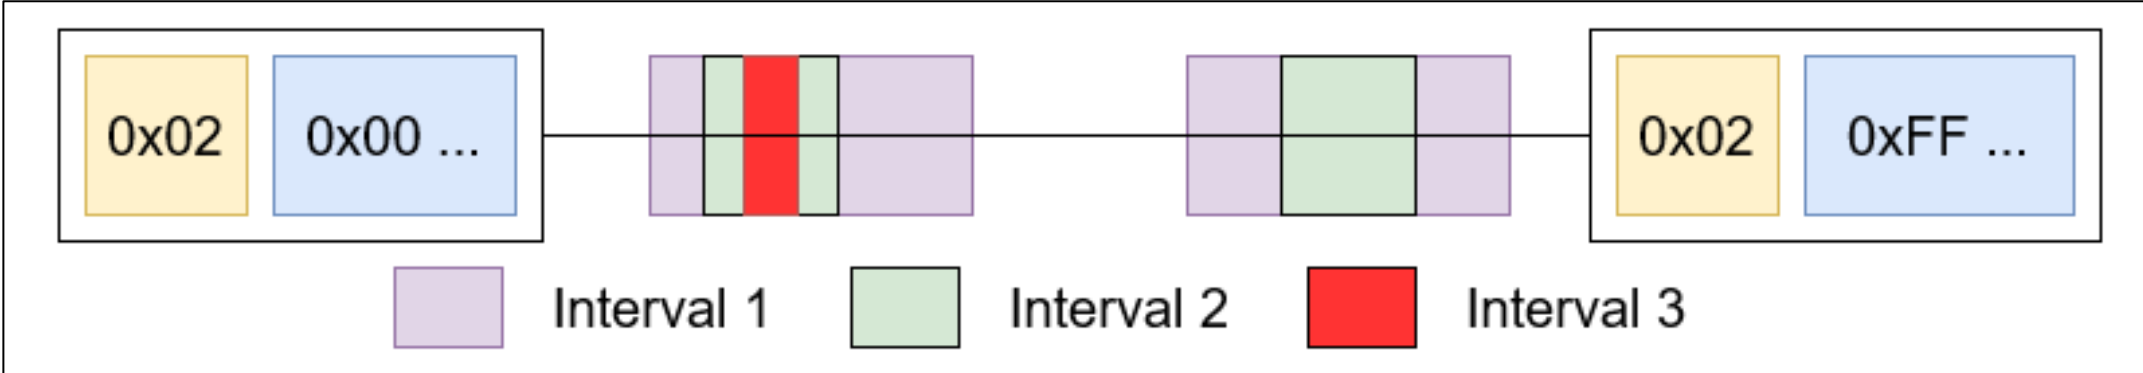 0x02 0x00 ... 0x02 0xFF ...
Interval 1 Interval 2 Interval 3